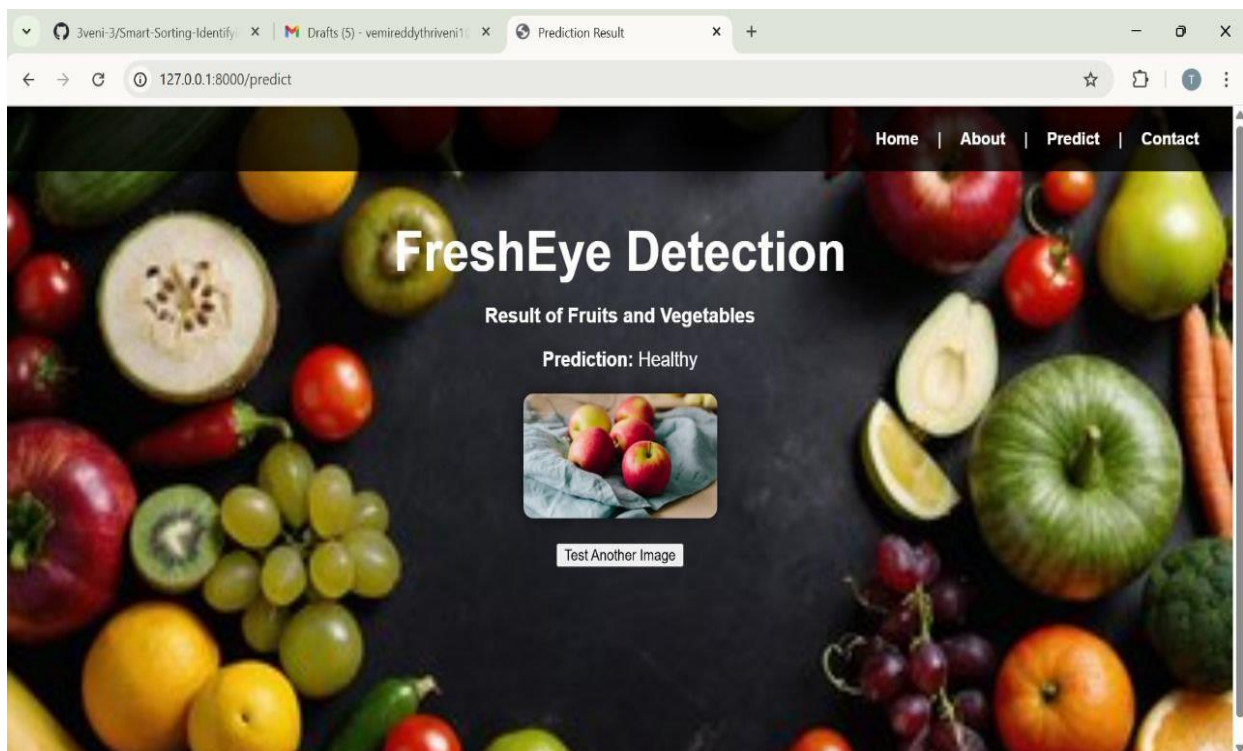 3veni-3/Smart-Sorting-Identify
Drafts (5) - vemireddythriveni1
Prediction Result
127.0.0.1:8000/predict
T
Home | About | Predict | Contact
FreshEye Detection
Result of Fruits and Vegetables
Prediction: Healthy
Test Another Image